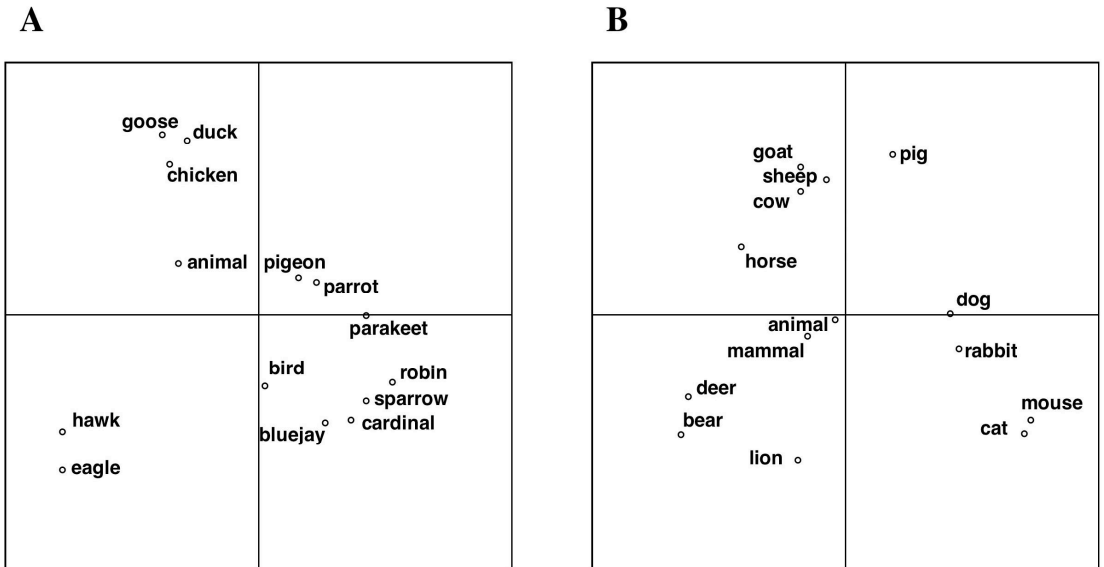 A
goose
duck
chicken
animal
pigeon
parrot
parakeet
bird
robin
sparrow
cardinal
bluejay
hawk
eagle
B
goat
pig
sheep
cow
horse
dog
animal
mammal
rabbit
deer
mouse
bear
cat
lion